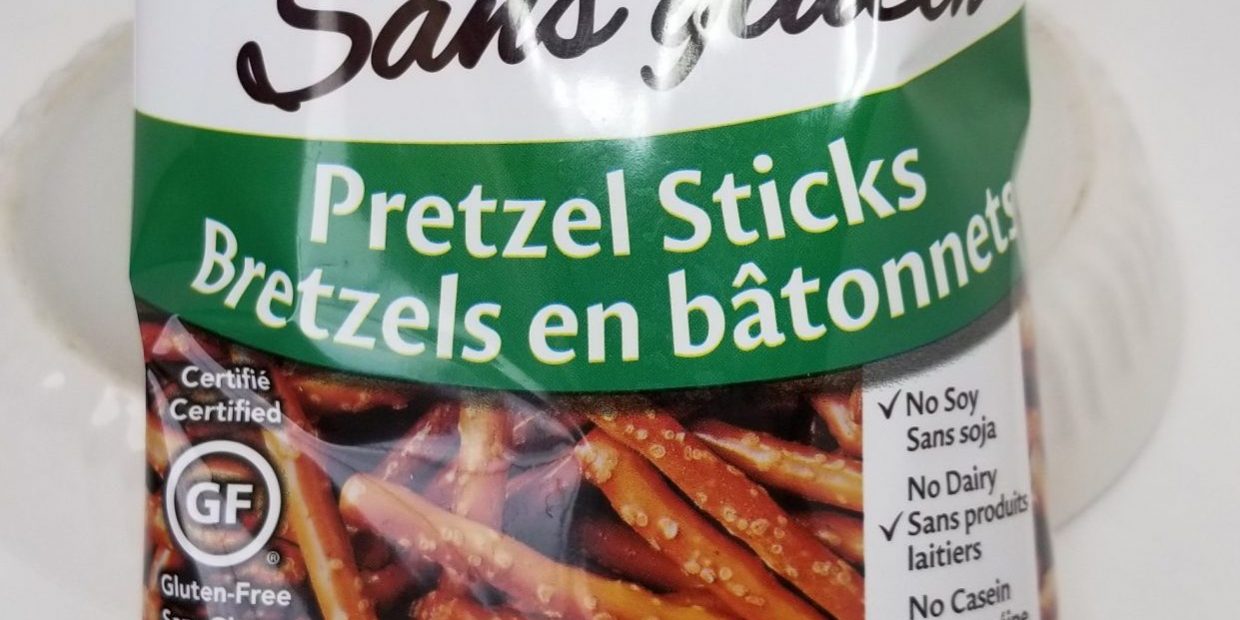 Sans gluten
Pretzel Sticks
Bretzels en bâtonnets
Certifié
Certified
GF
®
Gluten-Free
✓ No Soy
Sans soja
No Dairy
✓ Sans produits
laitiers
No Casein